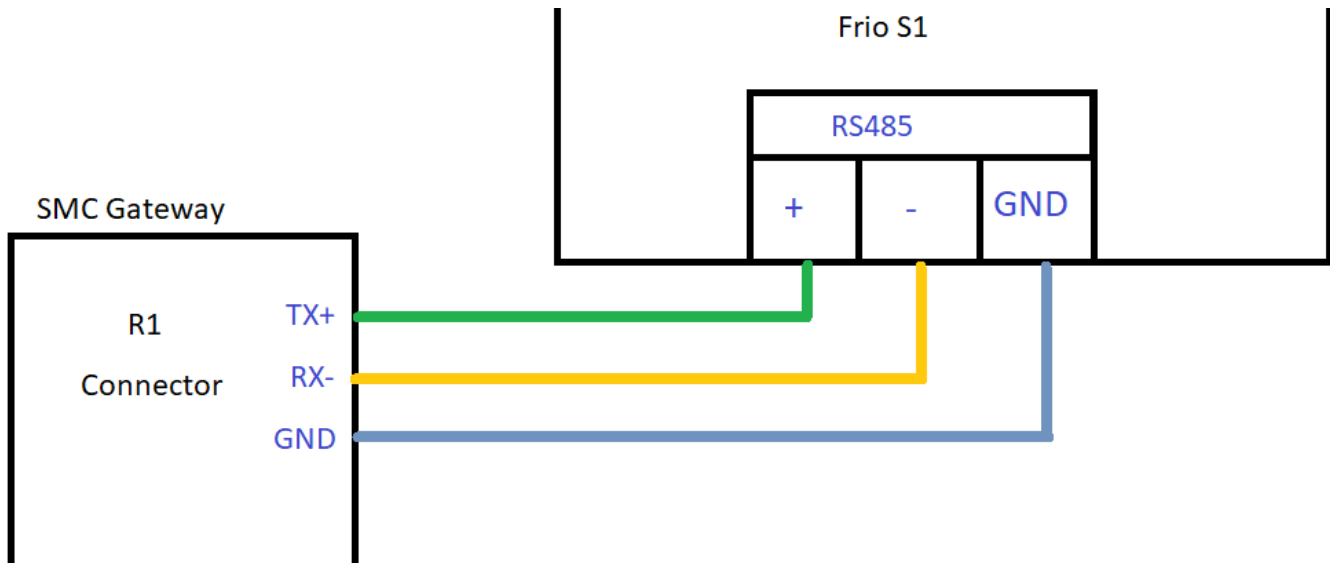 Frio S1
RS485
+ - GND
SMC Gateway
R1
Connector
TX+
RX-
GND